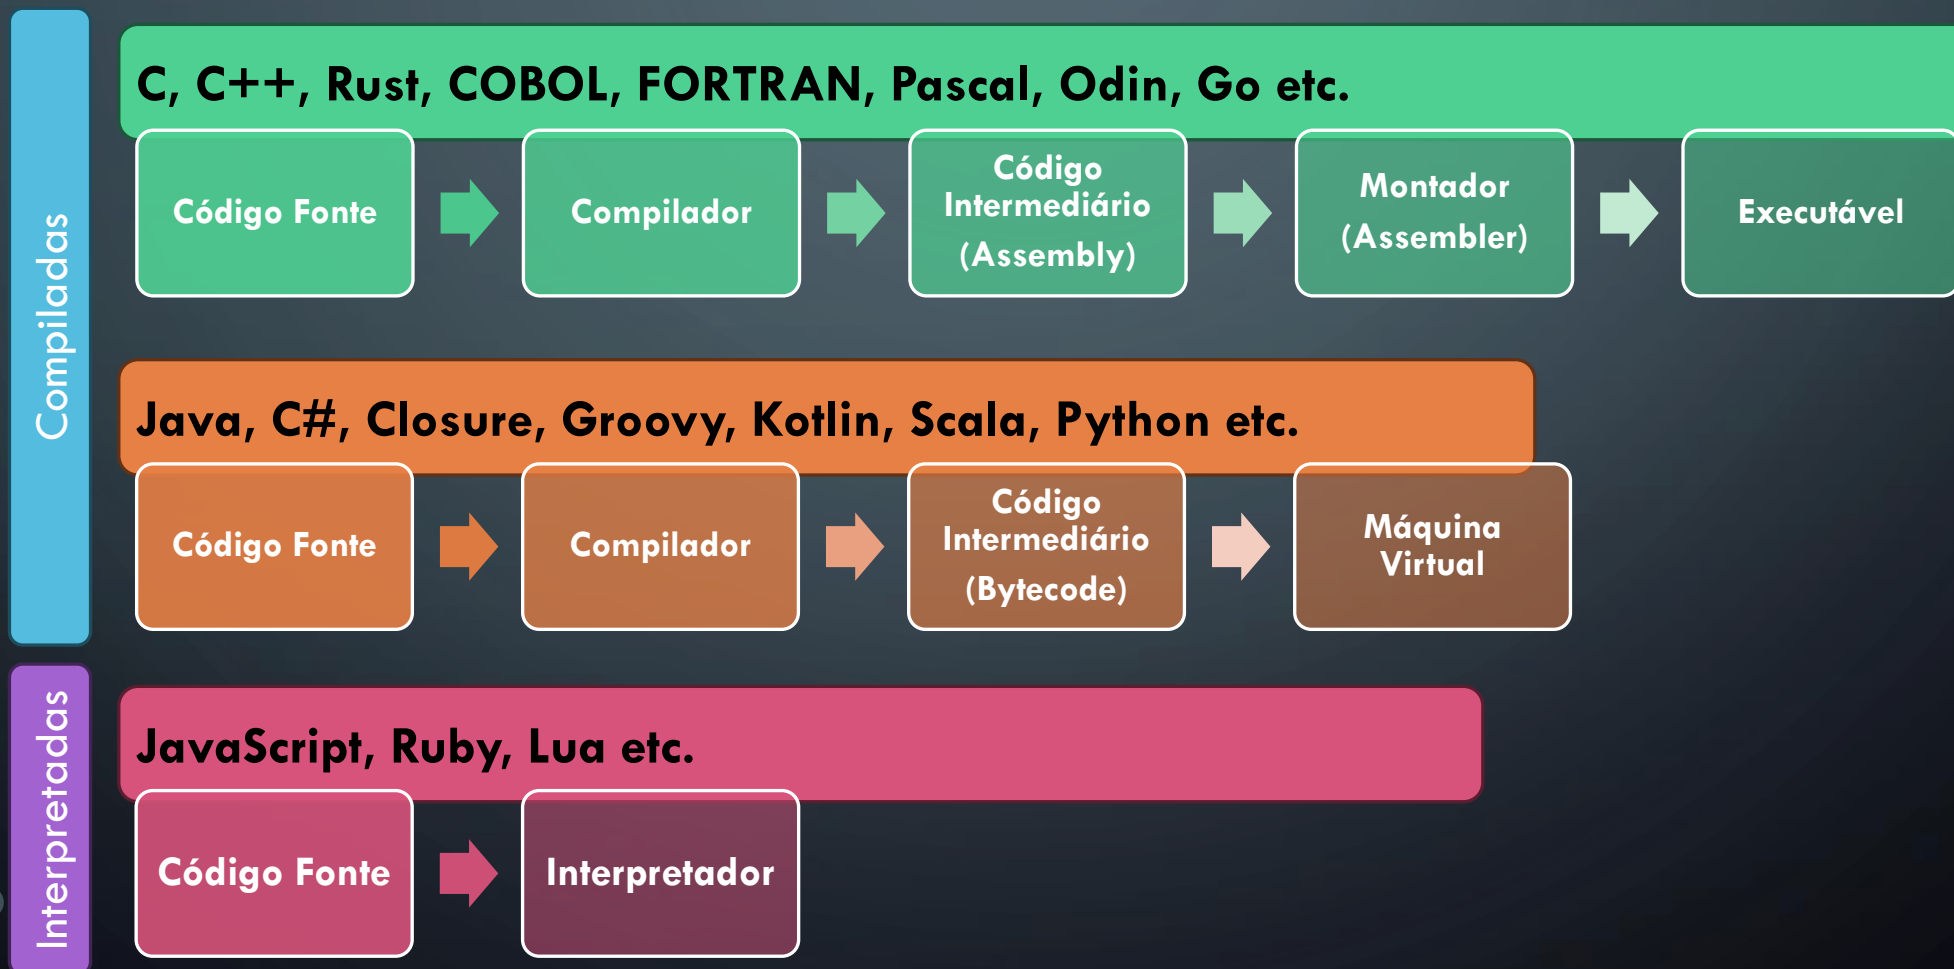 Compiladas
C, C++, Rust, COBOL, FORTRAN, Pascal, Odin, Go etc.
Código Fonte
Compilador
Código
Intermediário
(Assembly)
Montador
(Assembler)
Executável
Java, C#, Closure, Groovy, Kotlin, Scala, Python etc.
Código Fonte
Compilador
Código
Intermediário
(Bytecode)
Máquina
Virtual
Interpretadas
JavaScript, Ruby, Lua etc.
Código Fonte
Interpretador